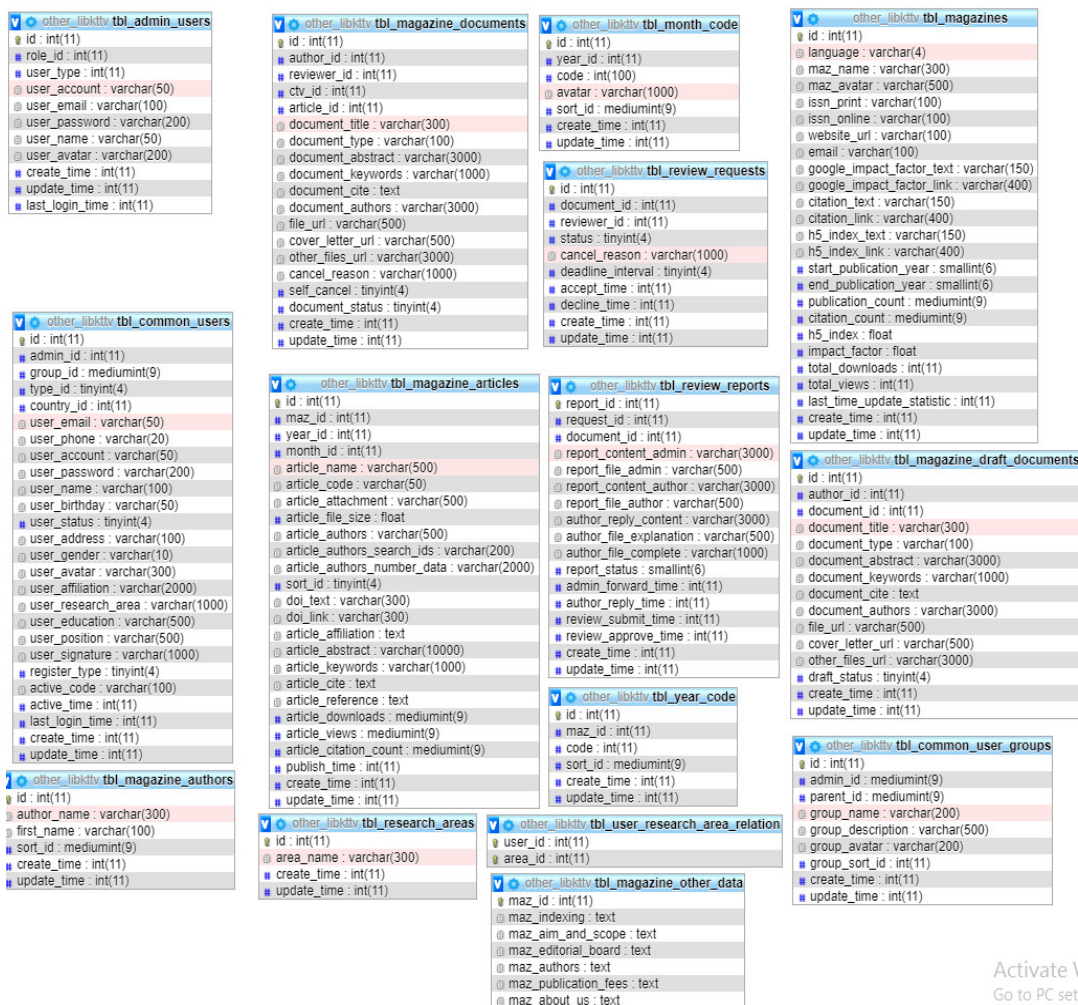 other_libkttv tbl_admin_users
id : int(11)
role_id : int(11)
user_type : int(11)
user_account : varchar(50)
user_email : varchar(100)
user_password : varchar(200)
user_name : varchar(50)
user_avatar : varchar(200)
create_time : int(11)
update_time : int(11)
last_login_time : int(11)
other_libkttv tbl_common_users
id : int(11)
admin_id : int(11)
group_id : mediumint(9)
type_id : tinyint(4)
country_id : int(11)
user_email : varchar(50)
user_phone : varchar(20)
user_account : varchar(50)
user_password : varchar(200)
user_name : varchar(100)
user_birthday : varchar(50)
user_status : tinyint(4)
user_address : varchar(100)
user_gender : varchar(10)
user_avatar : varchar(300)
user_affiliation : varchar(2000)
user_research_area : varchar(1000)
user_education : varchar(500)
user_position : varchar(500)
user_signature : varchar(1000)
register_type : tinyint(4)
active_code : varchar(100)
active_time : int(11)
last_login_time : int(11)
create_time : int(11)
update_time : int(11)
other_libkttv tbl_magazine_authors
id : int(11)
author_name : varchar(300)
first_name : varchar(100)
sort_id : mediumint(9)
create_time : int(11)
update_time : int(11)
other_libkttv tbl_magazine_documents
id : int(11)
author_id : int(11)
reviewer_id : int(11)
ctv_id : int(11)
article_id : int(11)
document_title : varchar(300)
document_type : varchar(100)
document_abstract : varchar(3000)
document_keywords : varchar(1000)
document_cite : text
document_authors : varchar(3000)
file_url : varchar(500)
cover_letter_url : varchar(500)
other_files_url : varchar(3000)
cancel_reason : varchar(1000)
self_cancel : tinyint(4)
document_status : tinyint(4)
create_time : int(11)
update_time : int(11)
other_libkttv tbl_magazine_articles
id : int(11)
maz_id : int(11)
year_id : int(11)
month_id : int(11)
article_name : varchar(500)
article_code : varchar(50)
article_attachment : varchar(500)
article_file_size : float
article_authors : varchar(500)
article_authors_search_ids : varchar(200)
article_authors_number_data : varchar(2000)
sort_id : tinyint(4)
doi_text : varchar(300)
doi_link : varchar(300)
article_affiliation : text
article_abstract : varchar(10000)
article_keywords : varchar(1000)
article_cite : text
article_reference : text
article_downloads : mediumint(9)
article_views : mediumint(9)
article_citation_count : mediumint(9)
publish_time : int(11)
create_time : int(11)
update_time : int(11)
other_libkttv tbl_research_areas
id : int(11)
area_name : varchar(300)
create_time : int(11)
update_time : int(11)
other_libkttv tbl_month_code
id : int(11)
year_id : int(11)
code : int(100)
avatar : varchar(1000)
sort_id : mediumint(9)
create_time : int(11)
update_time : int(11)
other_libkttv tbl_review_requests
id : int(11)
document_id : int(11)
reviewer_id : int(11)
status : tinyint(4)
cancel_reason : varchar(1000)
deadline_interval : tinyint(4)
accept_time : int(11)
decline_time : int(11)
create_time : int(11)
update_time : int(11)
other_libkttv tbl_review_reports
report_id : int(11)
request_id : int(11)
document_id : int(11)
report_content_admin : varchar(3000)
report_file_admin : varchar(500)
report_content_author : varchar(3000)
report_file_author : varchar(500)
author_reply_content : varchar(3000)
author_file_explanation : varchar(500)
author_file_complete : varchar(1000)
report_status : smallint(6)
admin_forward_time : int(11)
author_reply_time : int(11)
review_submit_time : int(11)
review_approve_time : int(11)
create_time : int(11)
update_time : int(11)
other_libkttv tbl_year_code
id : int(11)
maz_id : int(11)
code : int(11)
sort_id : mediumint(9)
create_time : int(11)
update_time : int(11)
other_libkttv tbl_user_research_area_relation
user_id : int(11)
area_id : int(11)
other_libkttv tbl_magazine_other_data
maz_id : int(11)
maz_indexing : text
maz_aim_and_scope : text
maz_editorial_board : text
maz_authors : text
maz_publication_fees : text
maz_about_us : text
other_libkttv tbl_magazines
id : int(11)
language : varchar(4)
maz_name : varchar(300)
maz_avatar : varchar(500)
issn_print : varchar(100)
issn_online : varchar(100)
website_url : varchar(100)
email : varchar(100)
google_impact_factor_text : varchar(150)
google_impact_factor_link : varchar(400)
citation_text : varchar(150)
citation_link : varchar(400)
h5_index_text : varchar(150)
h5_index_link : varchar(400)
start_publication_year : smallint(6)
end_publication_year : smallint(6)
publication_count : mediumint(9)
citation_count : mediumint(9)
h5_index : float
impact_factor : float
total_downloads : int(11)
total_views : int(11)
last_time_update_statistic : int(11)
create_time : int(11)
update_time : int(11)
other_libkttv tbl_magazine_draft_documents
id : int(11)
author_id : int(11)
document_id : int(11)
document_title : varchar(300)
document_type : varchar(100)
document_abstract : varchar(3000)
document_keywords : varchar(1000)
document_cite : text
document_authors : varchar(3000)
file_url : varchar(500)
cover_letter_url : varchar(500)
other_files_url : varchar(3000)
draft_status : tinyint(4)
create_time : int(11)
update_time : int(11)
other_libkttv tbl_common_user_groups
id : int(11)
admin_id : mediumint(9)
parent_id : mediumint(9)
group_name : varchar(200)
group_description : varchar(500)
group_avatar : varchar(200)
group_sort_id : int(11)
create_time : int(11)
update_time : int(11)
Activate
Go to PC set